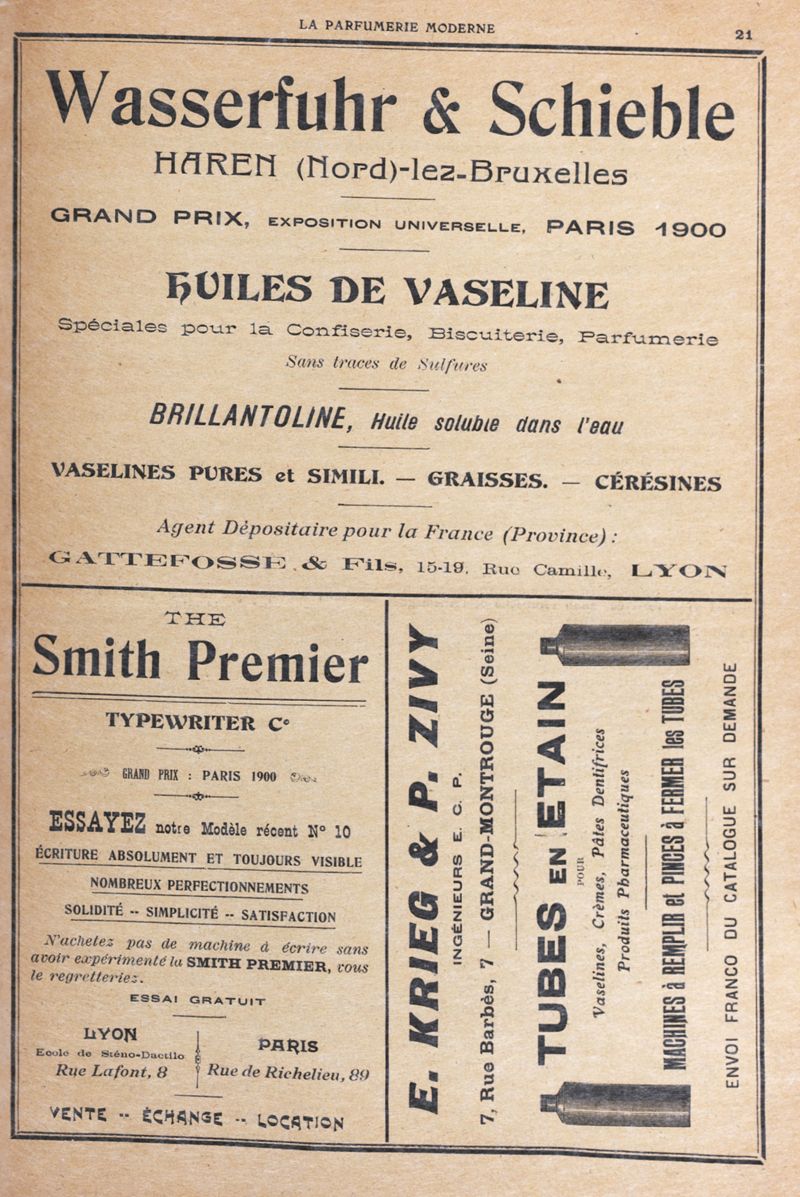 LA PARFUMERIE MODERNE
21
Wasserfuhr & Schieble
HAREN (Nord)-lez-Bruxelles
GRAND PRIX, EXPOSITION UNIVERSELLE, PARIS 1900
HUILES DE VASELINE
Spéciales pour la Confiserie, Biscuiterie, Parfumerie
Sans traces de Sulfures
BRILLANTOLINE, Huile soluble dans l'eau
VASELINES PURES et SIMILI. — GRAISSES. — CÉRÉSINES
Agent Dépositaire pour la France (Province) :
GATTEFOSSE & Fils, 15-19, Rue Camille, LYON
THE
Smith Premier
TYPEWRITER Cº
GRAND PRIX : PARIS 1900
ESSAYEZ notre Modèle récent Nº 10
ÉCRITURE ABSOLUMENT ET TOUJOURS VISIBLE
NOMBREUX PERFECTIONNEMENTS
SOLIDITÉ -- SIMPLICITÉ -- SATISFACTION
N'achetez pas de machine à écrire sans
avoir expérimenté la SMITH PREMIER, vous
le regretteriez.
ESSAI GRATUIT
LYON
Ecole de Sténo-Dactilo
Rue Lafont, 8
PARIS
Rue de Richelieu, 89
VENTE -- ÉCHANGE -- LOCATION
E. KRIEG & P. ZIVY
INGÉNIEURS E. C. P.
7, Rue Barbès, 7 — GRAND-MONTROUGE (Seine)
TUBES EN ETAIN
POUR
Vaselines, Crèmes, Pâtes Dentifrices
Produits Pharmaceutiques
MACHINES à REMPLIR et PINCES à FERMER les TUBES
ENVOI FRANCO DU CATALOGUE SUR DEMANDE